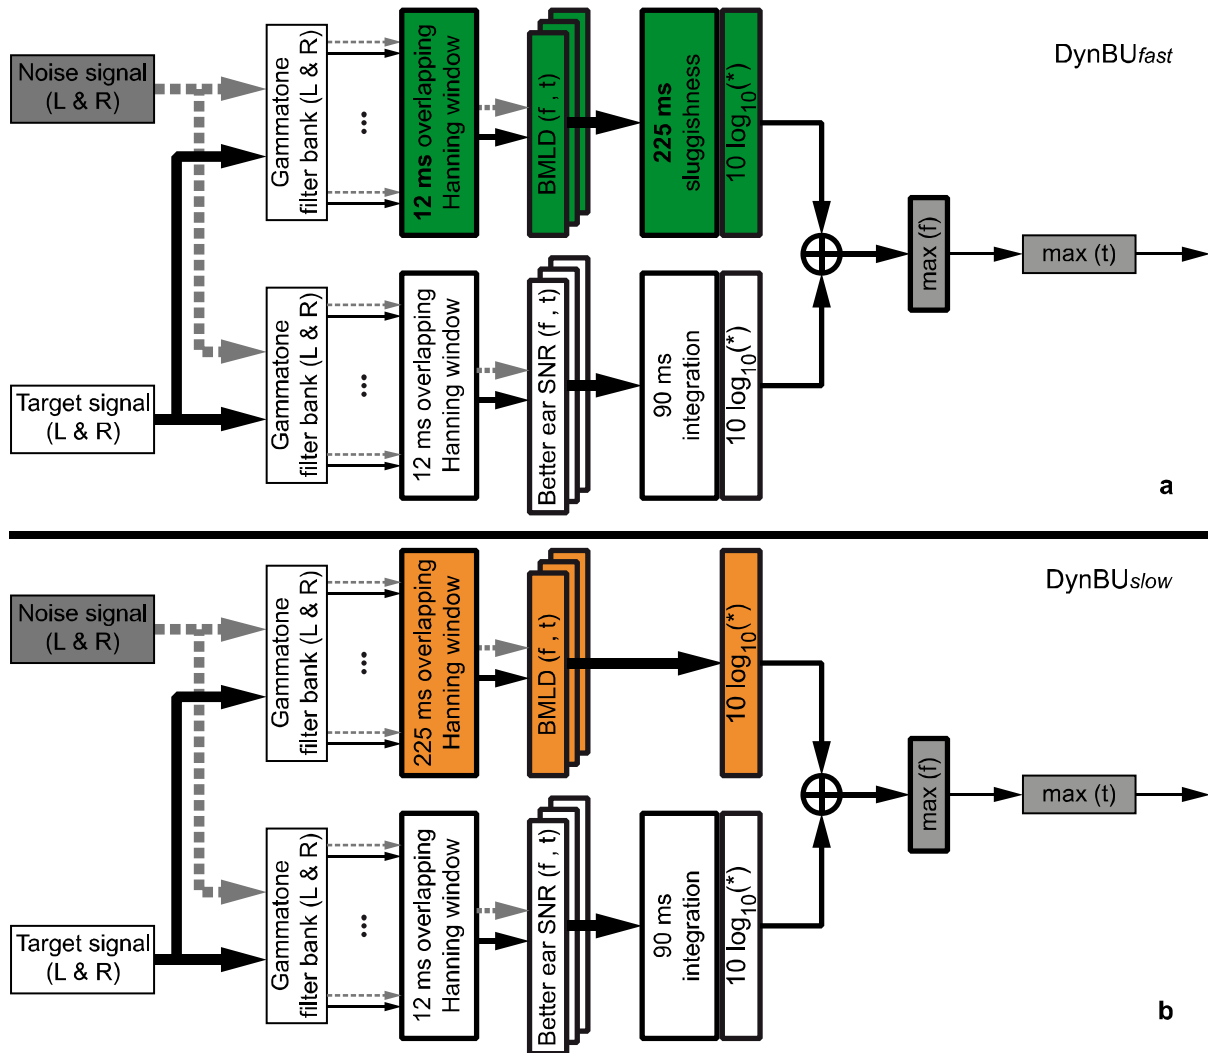 DynBUfast
Noise signal
(L & R)
Gammatone
filter bank (L & R)
...
12 ms overlapping
Hanning window
BMLD (f , t)
225 ms
sluggishness
10 log10(*)
max (f)
max (t)
Target signal
(L & R)
Gammatone
filter bank (L & R)
...
12 ms overlapping
Hanning window
Better ear SNR (f , t)
90 ms
integration
10 log10(*)
a
DynBUslow
Noise signal
(L & R)
Gammatone
filter bank (L & R)
...
225 ms overlapping
Hanning window
BMLD (f , t)
10 log10(*)
max (f)
max (t)
Target signal
(L & R)
Gammatone
filter bank (L & R)
...
12 ms overlapping
Hanning window
Better ear SNR (f , t)
90 ms
integration
10 log10(*)
b